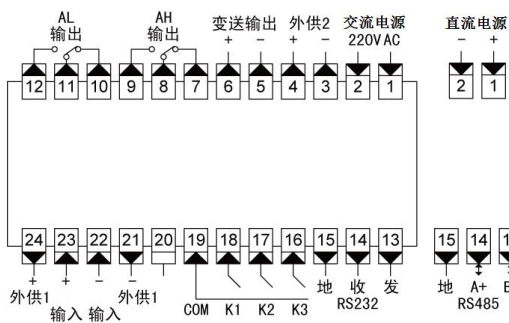 AL AH
输出 输出 变送输出 外供2 交流电源 直流电源
+ − + − 220V AC − +
12 11 10 9 8 7 6 5 4 3 2 1 2 1
24 23 22 21 20 19 18 17 16 15 14 13 15 14
+ + − − 地 收 发 地 A+
外供1 外供1 RS232 RS485
输入 输入 COM K1 K2 K3